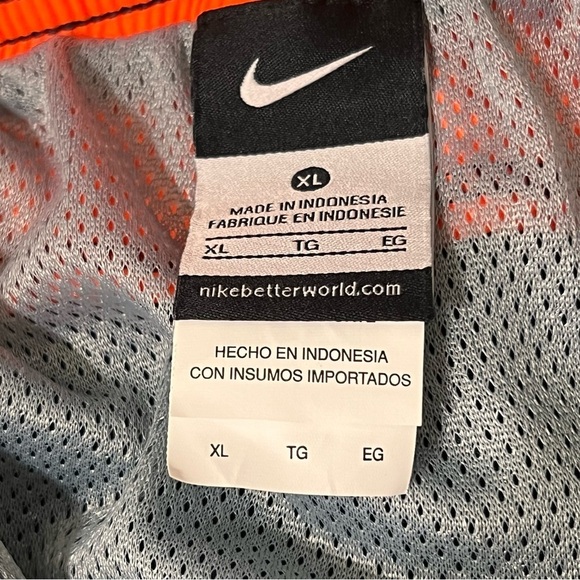 XL
MADE IN INDONESIA
FABRIQUE EN INDONESIE
XL TG EG
nikebetterworld.com
HECHO EN INDONESIA
CON INSUMOS IMPORTADOS
XL TG EG